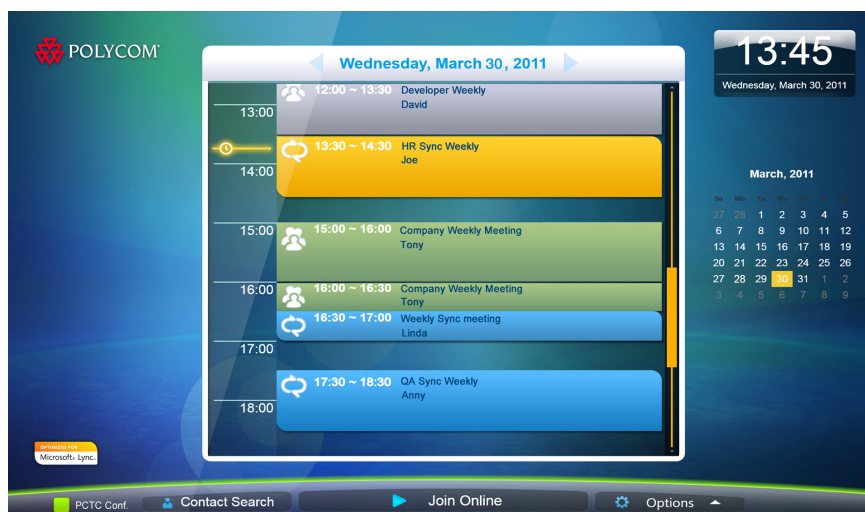 POLYCOM
Wednesday, March 30, 2011
13:45
Wednesday, March 30, 2011
12:00 ~ 13:30 Developer Weekly
David
13:00
13:30 ~ 14:30 HR Sync Weekly
Joe
14:00
15:00 15:00 ~ 16:00 Company Weekly Meeting
Tony
16:00 16:00 ~ 16:30 Company Weekly Meeting
Tony
16:30 ~ 17:00 Weekly Sync meeting
Linda
17:00
17:30 ~ 18:30 QA Sync Weekly
Anny
18:00
March, 2011
Su Mo Tu We
27 28 1 2 3 4 5
6 7 8 9 10 11 12
13 14 15 16 17 18 19
20 21 22 23 24 25 26
27 28 29 30 31 1 2
3 4 5 6 7 8 9
OPTIMIZED FOR
Microsoft® Lync™
PCTC Conf. Contact Search Join Online Options